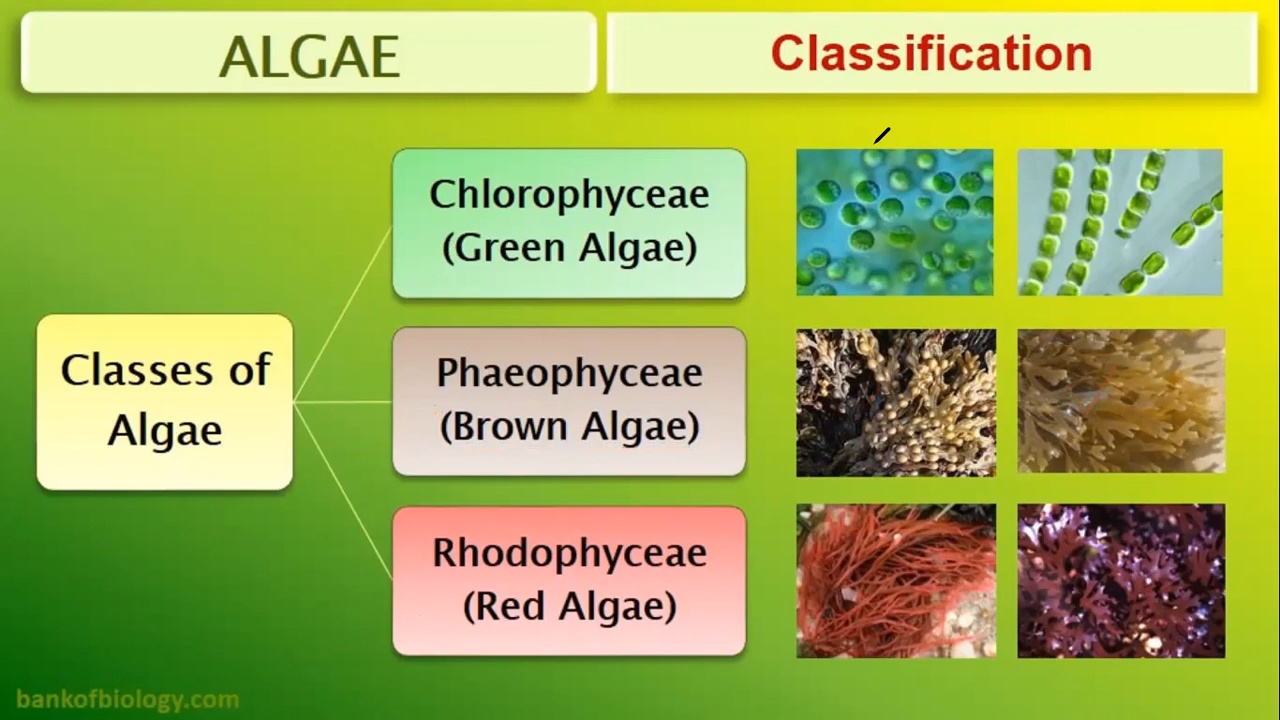 ALGAE
Classification
Chlorophyceae
(Green Algae)
Classes of
Algae
Phaeophyceae
(Brown Algae)
Rhodophyceae
(Red Algae)
bankofbiology.com